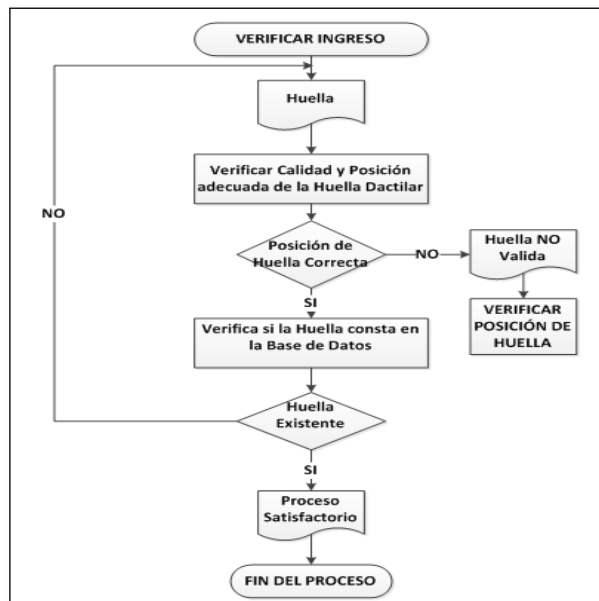 VERIFICAR INGRESO
Huella
Verificar Calidad y Posición
adecuada de la Huella Dactilar
NO
Posición de
Huella Correcta
NO
Huella NO
Valida
SI
VERIFICAR
POSICIÓN DE
HUELLA
Verifica si la Huella consta en
la Base de Datos
Huella
Existente
SI
Proceso
Satisfactorio
FIN DEL PROCESO